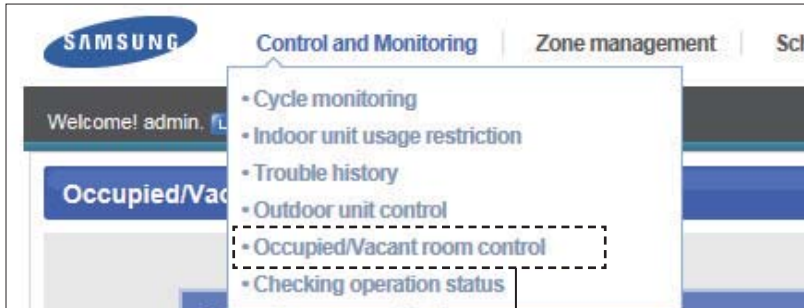 SAMSUNG Control and Monitoring Zone management
• Cycle monitoring
Welcome! admin.
• Indoor unit usage restriction
• Trouble history
Occupied/Vac
• Outdoor unit control
• Occupied/Vacant room control
• Checking operation status